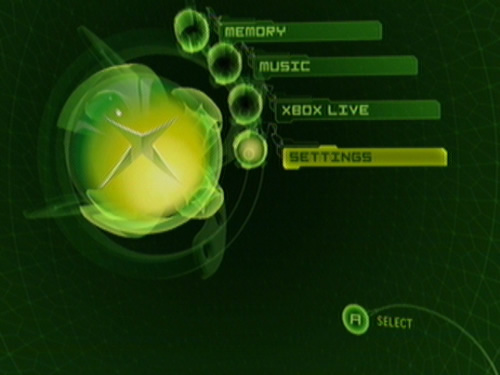 MEMORY
MUSIC
XBOX LIVE
SETTINGS
A SELECT